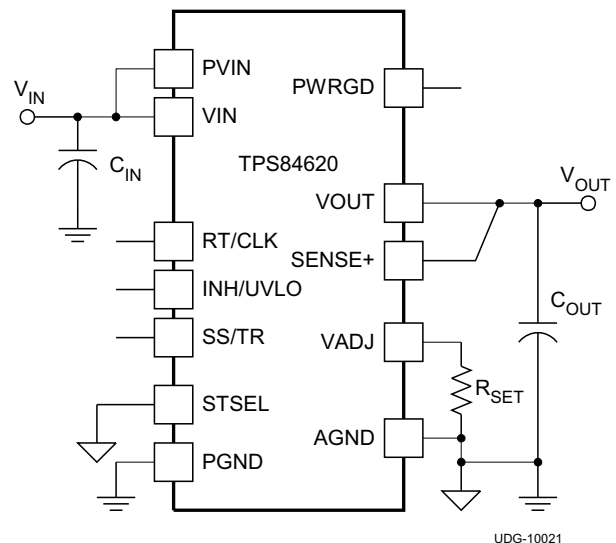 PVIN
PWRGD
V_IN
VIN
TPS84620
C_IN
VOUT
V_OUT
RT/CLK
SENSE+
INH/UVLO
C_OUT
SS/TR
VADJ
R_SET
STSEL
AGND
PGND
UDG-10021